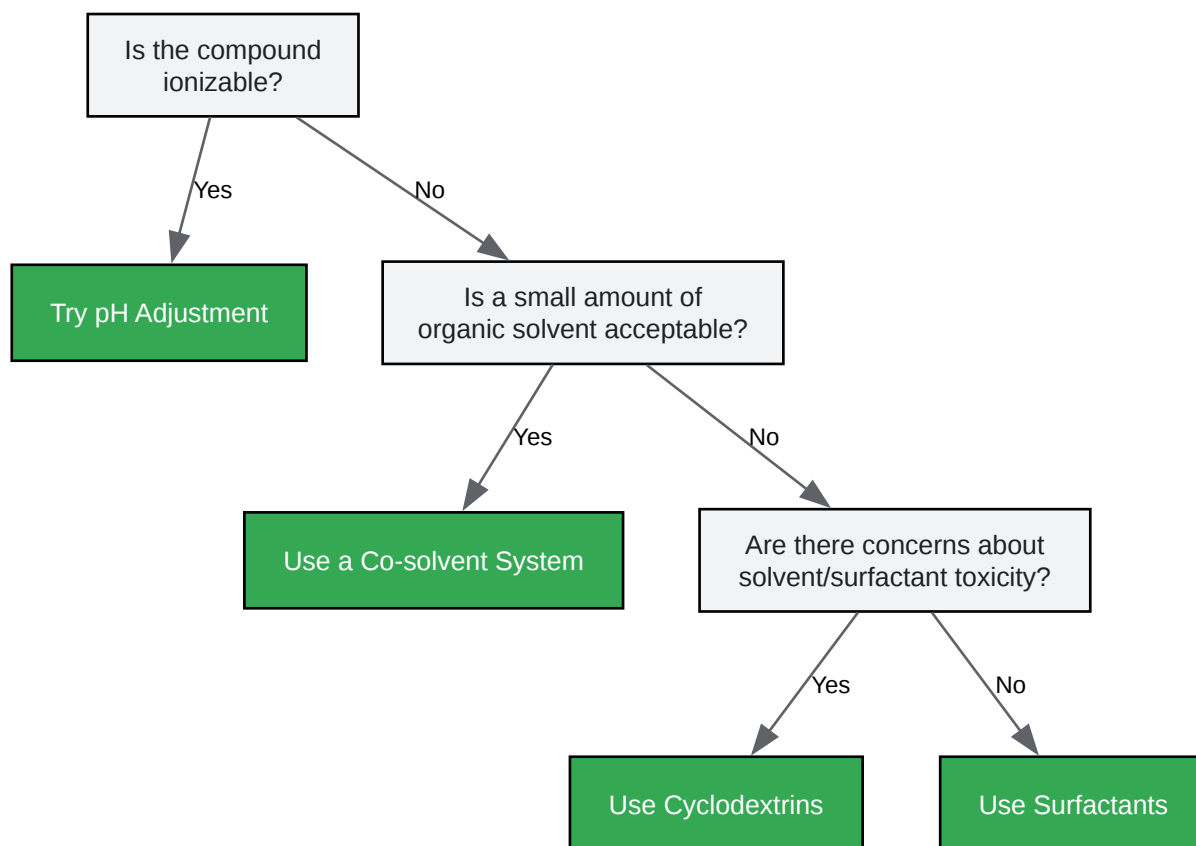 Is the compound
ionizable?
Yes
No
Try pH Adjustment
Is a small amount of
organic solvent acceptable?
Yes
No
Use a Co-solvent System
Are there concerns about
solvent/surfactant toxicity?
Yes
No
Use Cyclodextrins
Use Surfactants